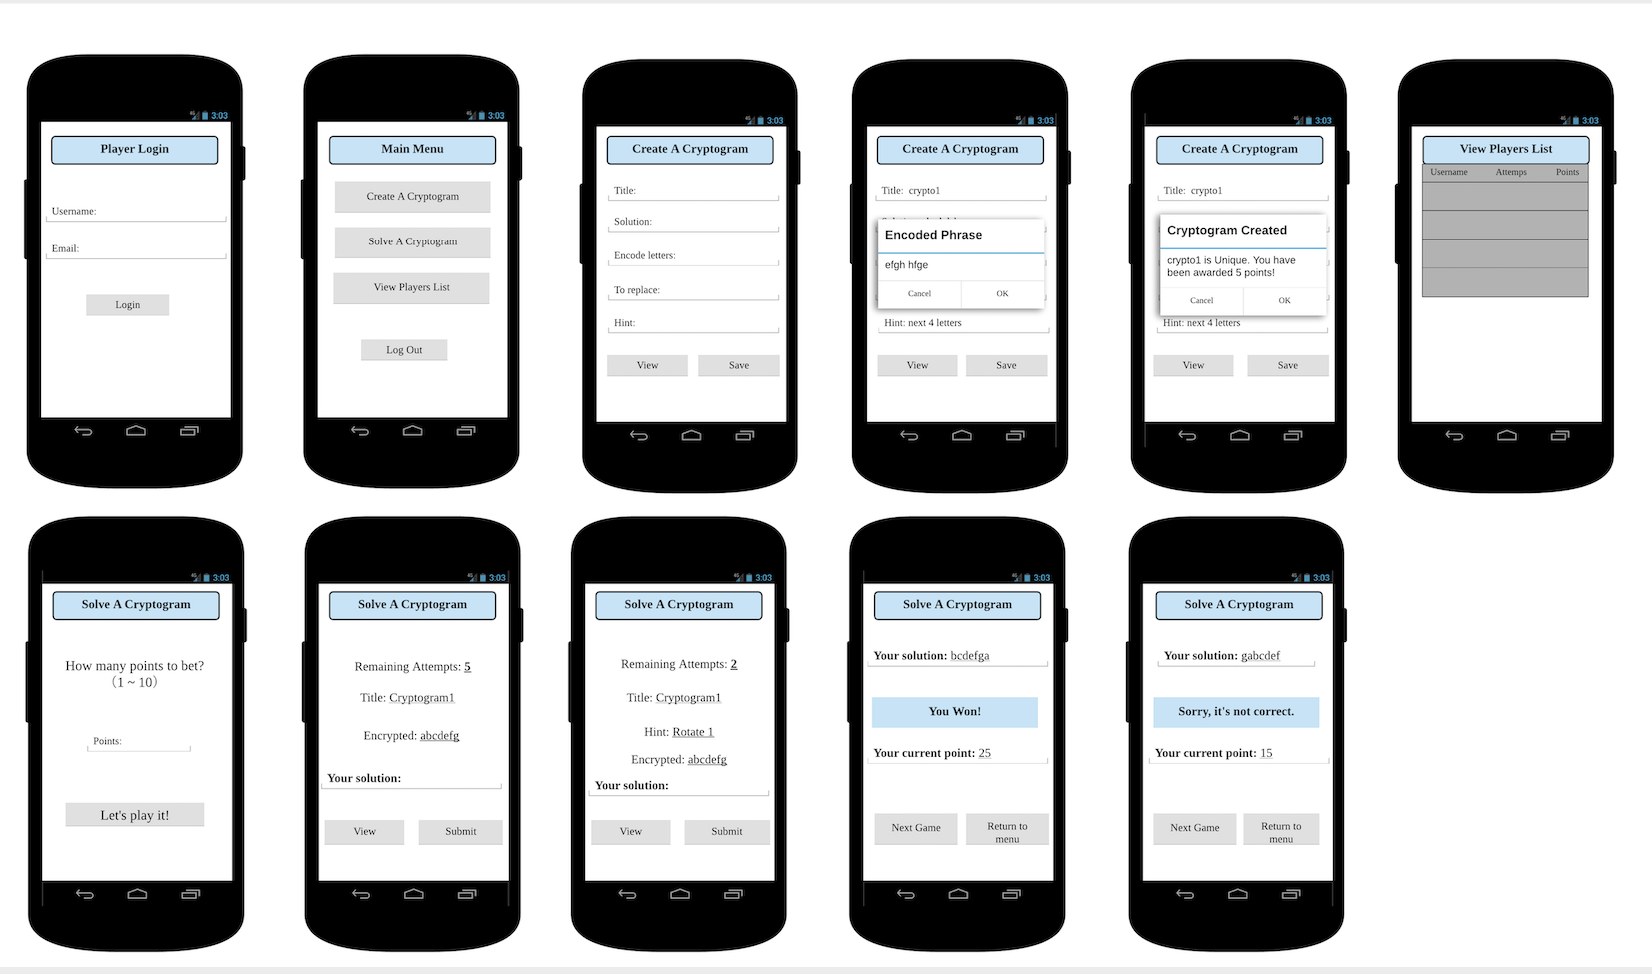 3:03
Player Login
Username:
Email:
Login
3:03
Main Menu
Create A Cryptogram
Solve A Cryptogram
View Players List
Log Out
3:03
Create A Cryptogram
Title:
Solution:
Encode letters:
To replace:
Hint:
View Save
3:03
Create A Cryptogram
Title: crypto1
Encoded Phrase
efgh hfge
Cancel OK
Hint: next 4 letters
View Save
3:03
Create A Cryptogram
Title: crypto1
Cryptogram Created
crypto1 is Unique. You have
been awarded 5 points!
Cancel OK
Hint: next 4 letters
View Save
3:03
View Players List
Username Attemps Points
3:03
Solve A Cryptogram
How many points to bet?
(1 ~ 10)
Points:
Let's play it!
3:03
Solve A Cryptogram
Remaining Attempts: 5
Title: Cryptogram1
Encrypted: abcdefg
Your solution:
View Submit
3:03
Solve A Cryptogram
Remaining Attempts: 2
Title: Cryptogram1
Hint: Rotate 1
Encrypted: abcdefg
Your solution:
View Submit
3:03
Solve A Cryptogram
Your solution: bcdefga
You Won!
Your current point: 25
Next Game Return to
menu
3:03
Solve A Cryptogram
Your solution: gabcdef
Sorry, it's not correct.
Your current point: 15
Next Game Return to
menu